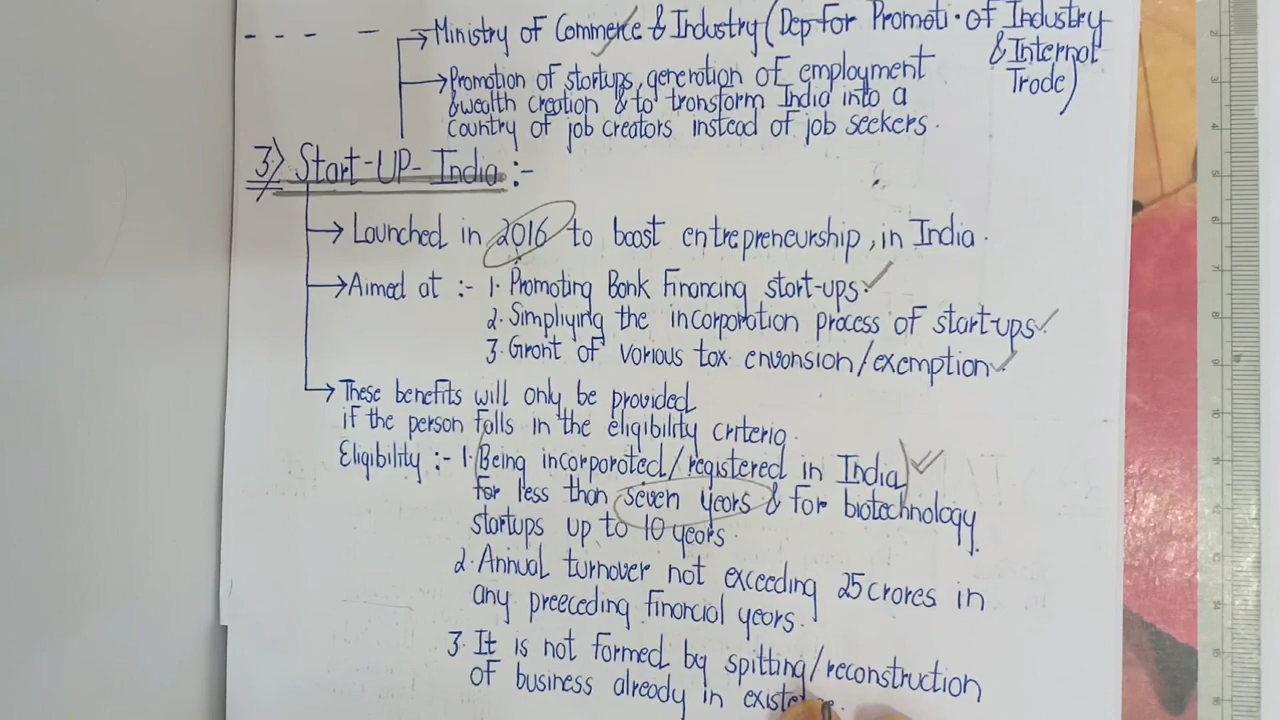 Ministry of Commerce & Industry (Dep for Promoti. of Industry
& Internal
Trade)
Promotion of startups, generation of employment
& wealth creation & to transform India into a
country of job creators instead of job seekers.
3) Start-UP-India :-
Launched in 2016 to boost entrepreneurship, in India.
Aimed at :- 1. Promoting Bank Financing start-ups.
2. Simpliying the incorporation process of start-ups
3. Grant of various tax envansion/exemption
These benefits will only be provided
if the person falls in the eligibility criteria.
Eligibility :- 1. Being incorporated/registered in India
for less than seven years & for biotechnology
startups up to 10 years.
2. Annual turnover not exceeding 25 crores in
any preeceding financial years.
3. It is not formed by spitting/reconstruction
of business already in